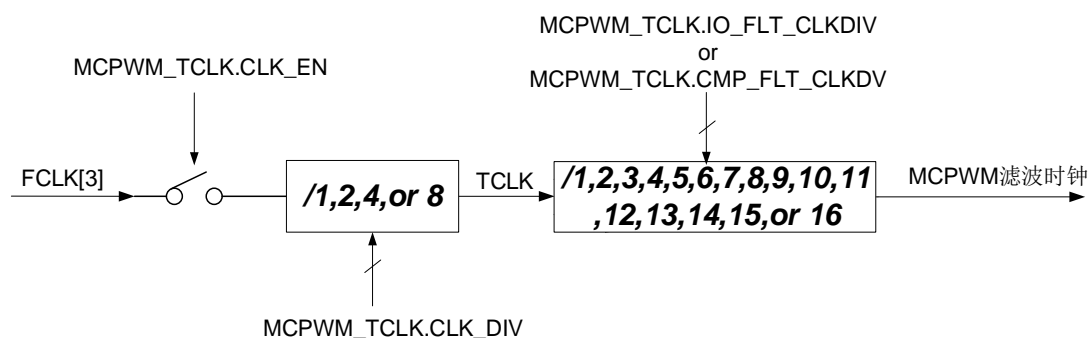 MCPWM_TCLK.IO_FLT_CLKDIV
or
MCPWM_TCLK.CMP_FLT_CLKDV
MCPWM_TCLK.CLK_EN
FCLK[3]
/1,2,4,or 8
TCLK
/1,2,3,4,5,6,7,8,9,10,11
,12,13,14,15,or 16
MCPWM滤波时钟
MCPWM_TCLK.CLK_DIV